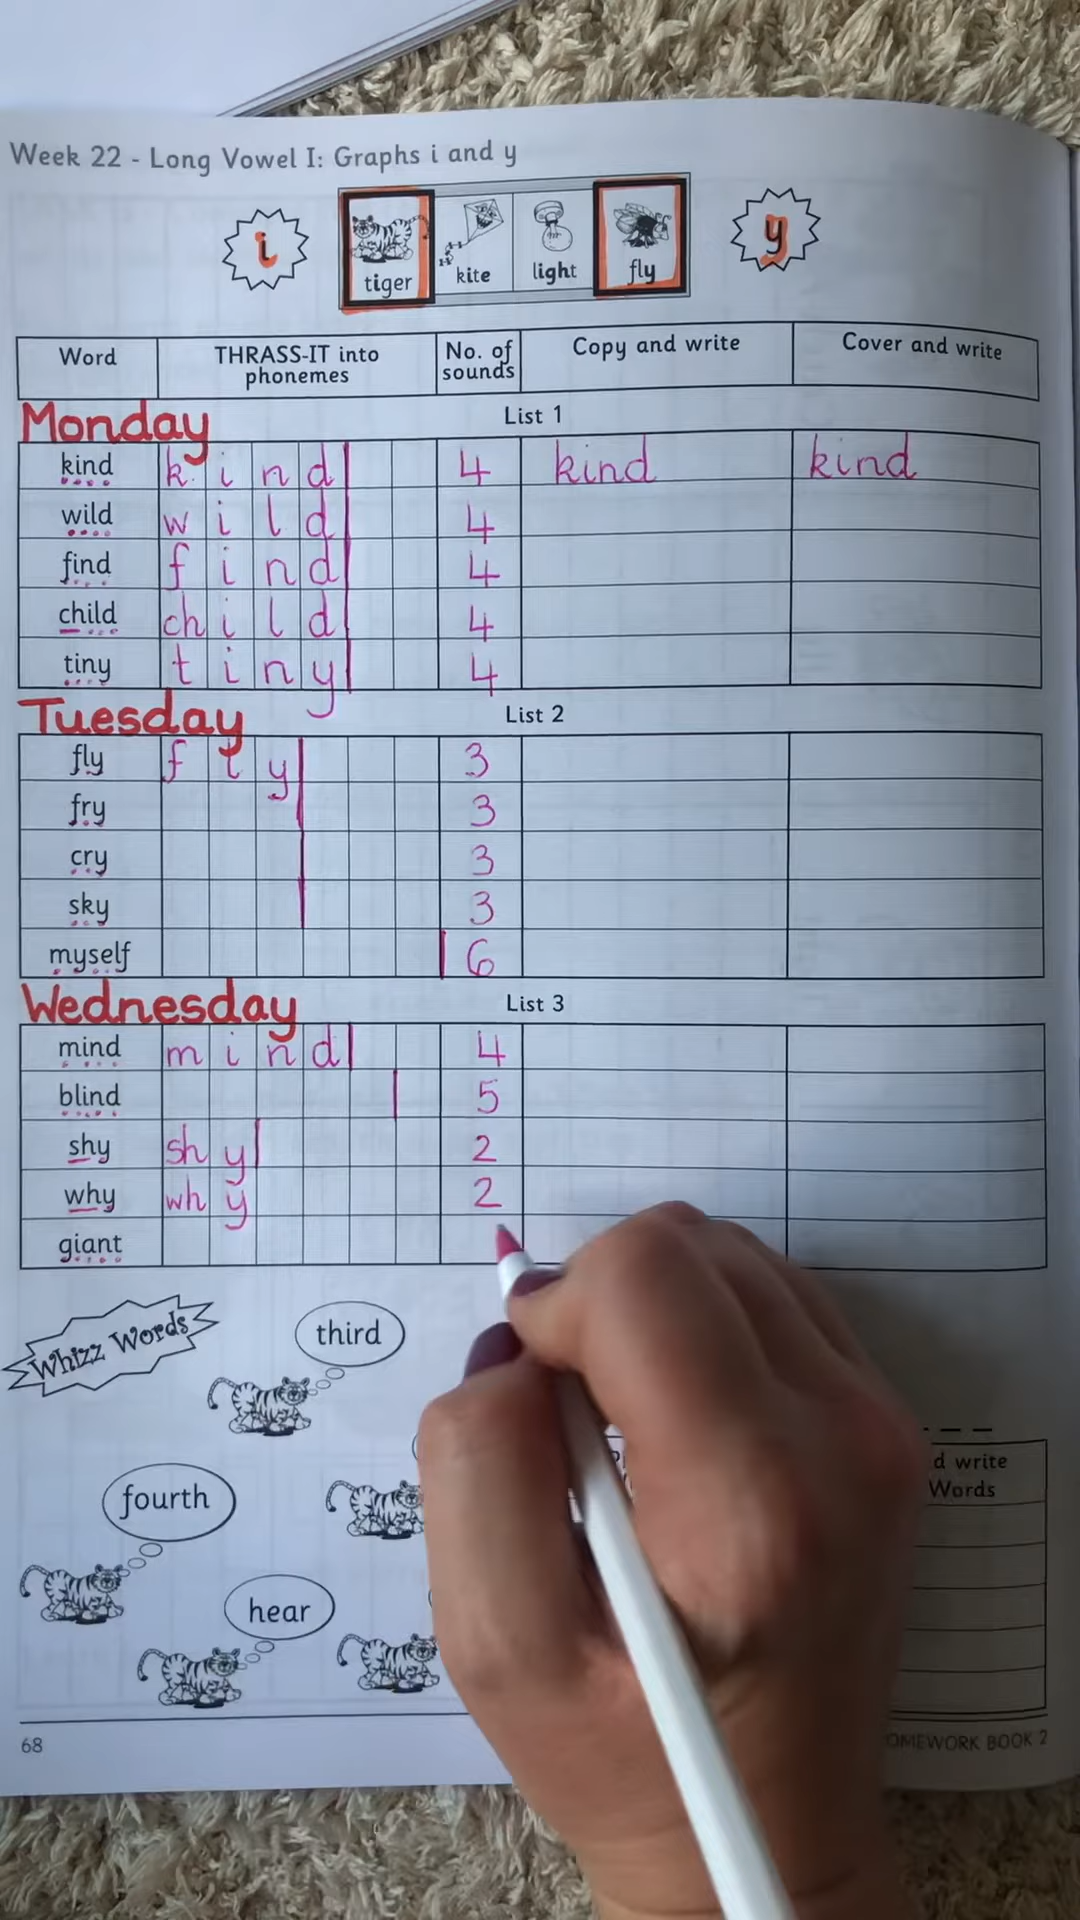 Week 22 - Long Vowel I: Graphs i and y
i tiger kite light fly y
Word THRASS-IT into phonemes No. of sounds Copy and write Cover and write
Monday List 1
kind k i n d 4 kind kind
wild w i l d 4
find f i n d 4
child ch i l d 4
tiny t i n y 4
Tuesday List 2
fly f l y 3
fry 3
cry 3
sky 3
myself 6
Wednesday List 3
mind m i n d 4
blind 5
shy sh y 2
why wh y 2
giant
Whizz Words
third
fourth
hear
d write
Words
68 OMEWORK BOOK 2